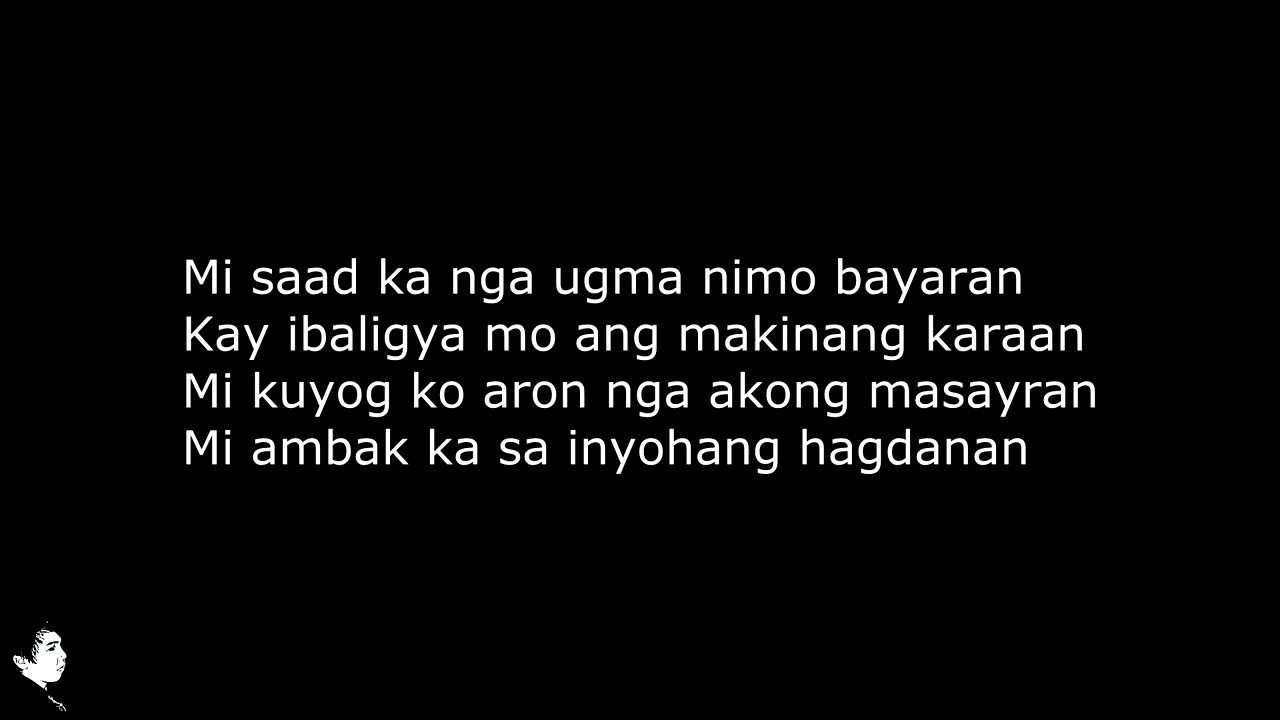 Mi saad ka nga ugma nimo bayaran
Kay ibaligya mo ang makinang karaan
Mi kuyog ko aron nga akong masayran
Mi ambak ka sa inyohang hagdanan